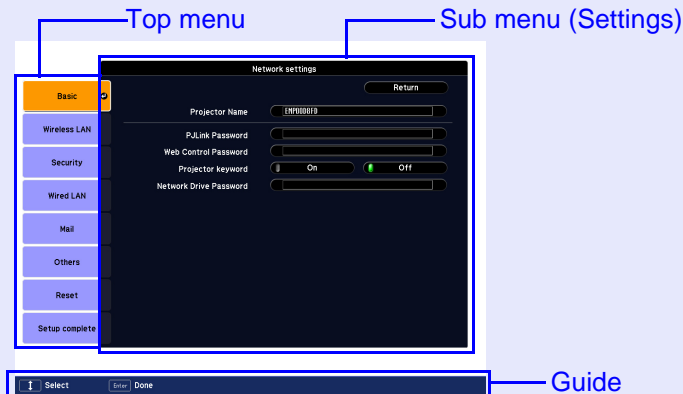 Top menu
Sub menu (Settings)
Network settings
Return
Basic
Projector Name EMP00D8FD
Wireless LAN
PJLink Password
Web Control Password
Security
Projector keyword On Off
Network Drive Password
Wired LAN
Mail
Others
Reset
Setup complete
Select Enter Done
Guide